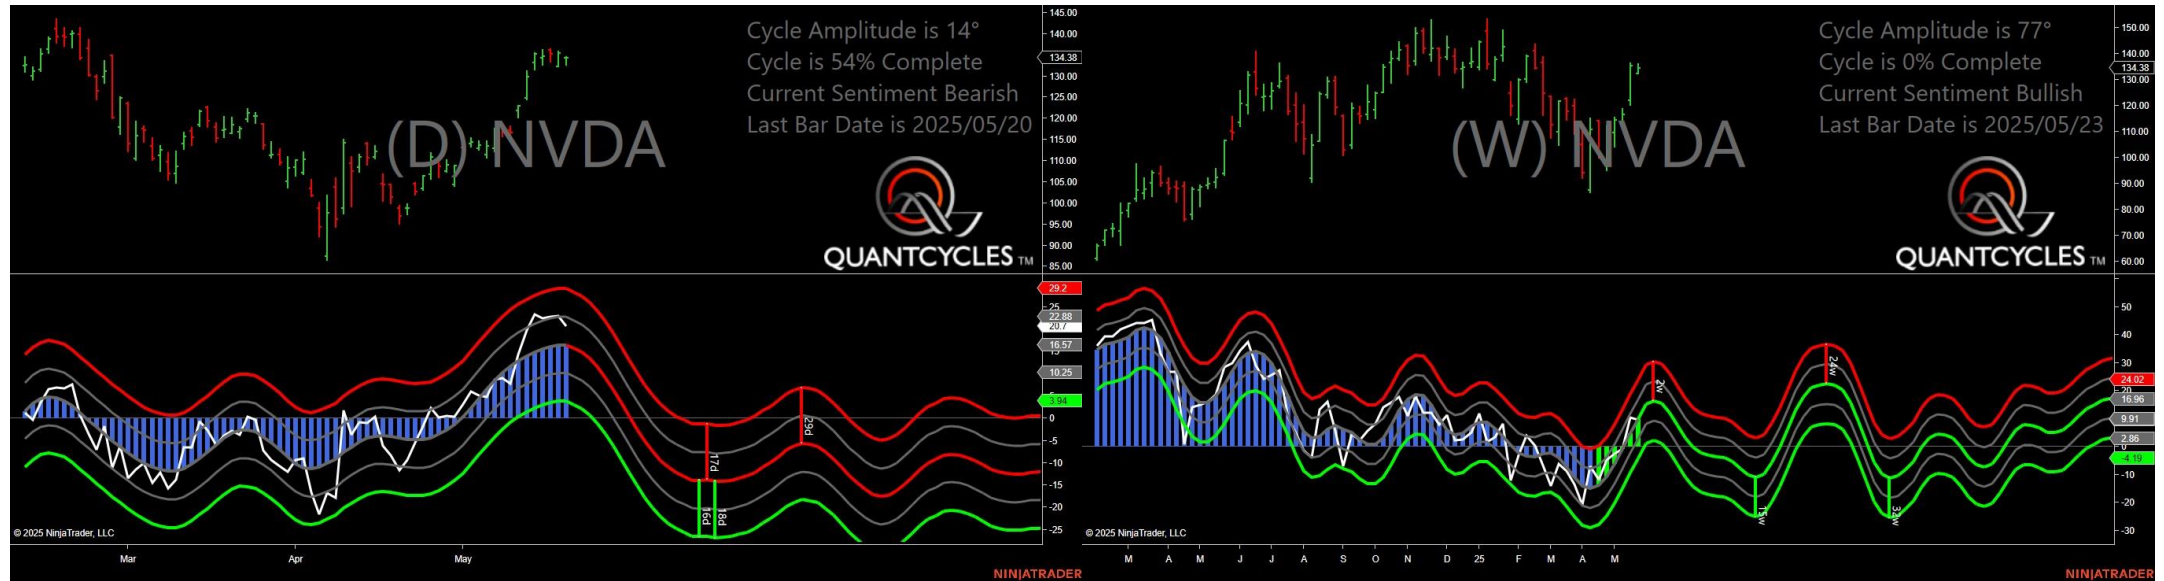 Cycle Amplitude is 14°
Cycle is 54% Complete
Current Sentiment Bearish
Last Bar Date is 2025/05/20
(D) NVDA
QUANTCYCLES TM
145.00
140.00
134.38
130.00
125.00
120.00
115.00
110.00
105.00
100.00
95.00
90.00
85.00
29.2
25
22.88
20.7
16.57
15
10.25
3.94
0
-5
-10
-15
-20
-25
17d
16d
18d
29d
© 2025 NinjaTrader, LLC
Mar
Apr
May
NINJATRADER
Cycle Amplitude is 77°
Cycle is 0% Complete
Current Sentiment Bullish
Last Bar Date is 2025/05/23
(W) NVDA
QUANTCYCLES TM
150.00
140.00
134.38
130.00
120.00
110.00
100.00
90.00
80.00
70.00
60.00
50
40
30
24.02
20
16.96
9.91
2.86
0
-4.19
-10
-20
-30
2w
15w
24w
32w
© 2025 NinjaTrader, LLC
M A M J J A S O N D 25 F M A M
NINJATRADER